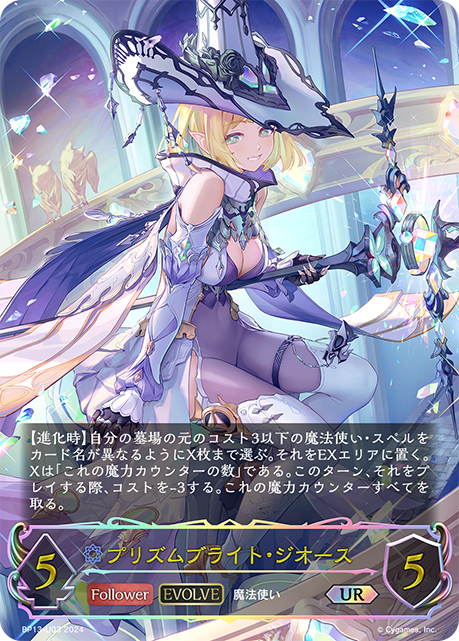 【進化時】自分の墓場の元のコスト3以下の魔法使い・スペルを
カード名が異なるようにX枚まで選ぶ。それをEXエリアに置く。
Xは「これの魔力カウンターの数」である。このターン、それをプ
レイする際、コストを-3する。これの魔力カウンターすべてを
取る。
プリズムブライト・ジオース
5
5
Follower EVOLVE 魔法使い UR
BP13-U03 2024 © Cygames, Inc.